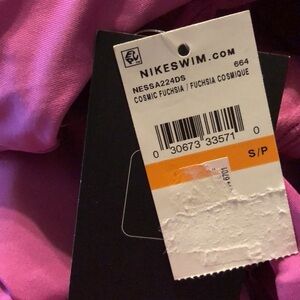 NIKESWIM.COM
NESSA224DS 664
COSMIC FUCHSIA / FUCHSIA COSMIQUE
0 30673 33571 0
S/P